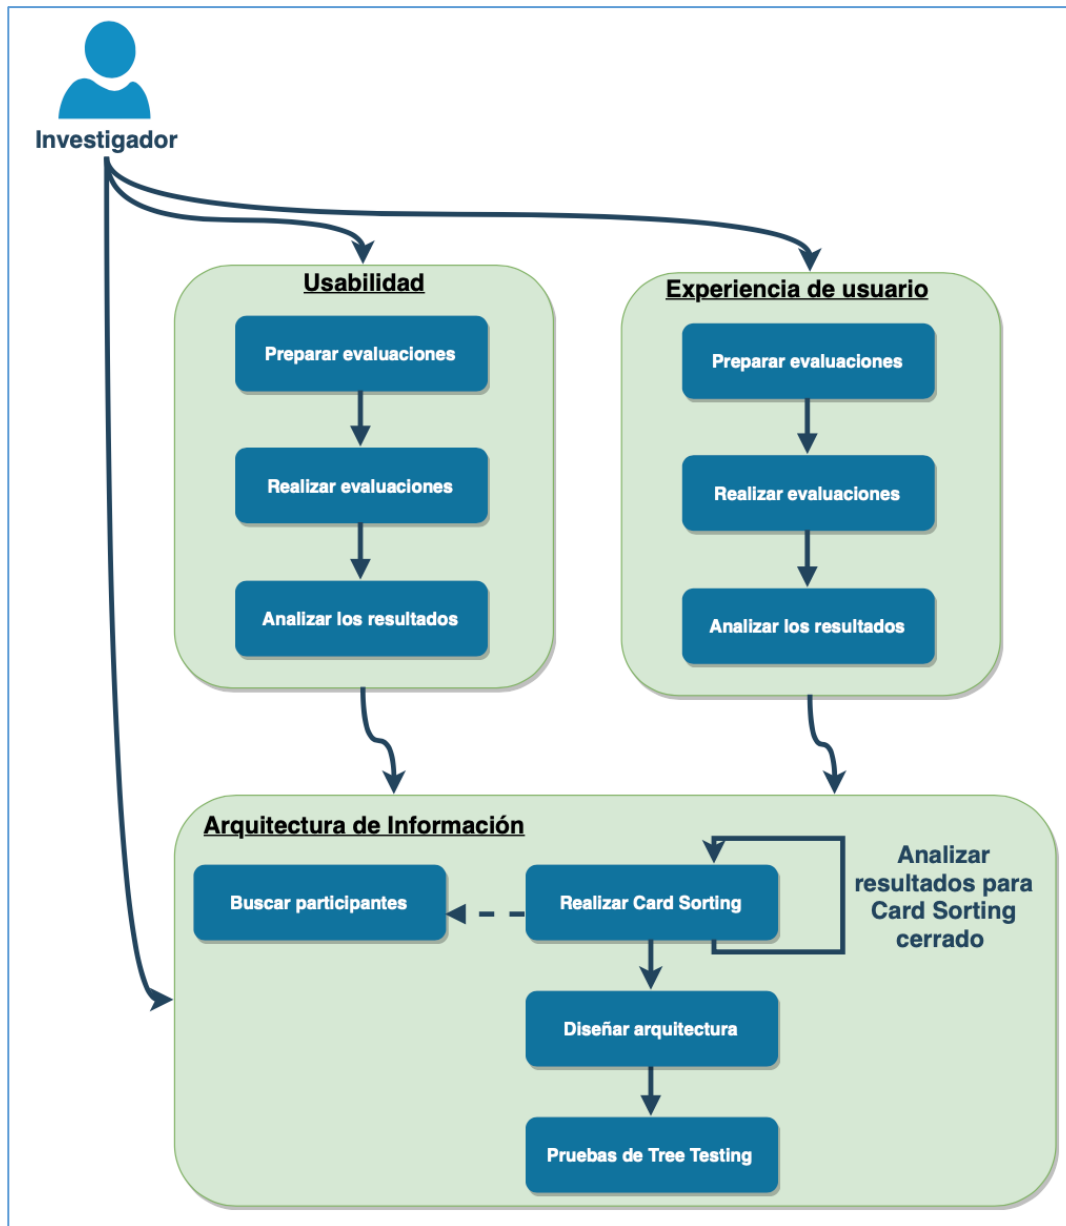 Investigador
Usabilidad
Preparar evaluaciones
Realizar evaluaciones
Analizar los resultados
Experiencia de usuario
Preparar evaluaciones
Realizar evaluaciones
Analizar los resultados
Arquitectura de Información
Buscar participantes
Realizar Card Sorting
Analizar
resultados para
Card Sorting
cerrado
Diseñar arquitectura
Pruebas de Tree Testing